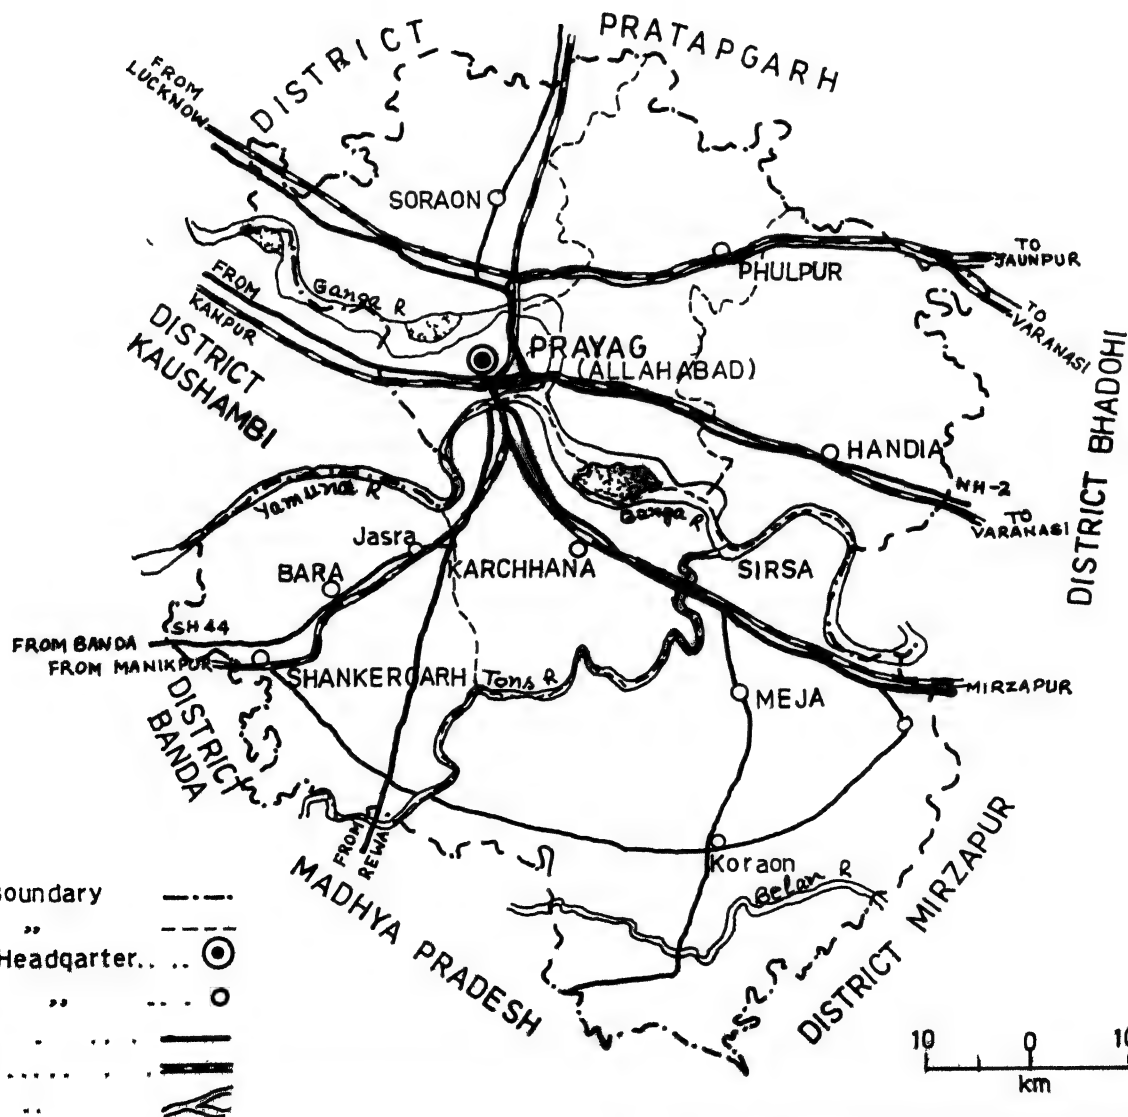 DISTRICT
PRATAPGARH
FROM
LUCKNOW
SORAON
TO
JAUNPUR
PHULPUR
FROM
KANPUR
Ganga R
TO
VARANASI
DISTRICT
KAUSHAMBI
PRAYAG
(ALLAHABAD)
DISTRICT BHADOHI
HANDIA
NH-2
TO
VARANASI
Yamuna R
Ganga R
Jasra
KARCHHANA
SIRSA
BARA
SH 44
FROM BANDA
FROM MANIKPUR
SHANKERGARH
Tons R
MEJA
MIRZAPUR
DISTRICT
BANDA
FROM
REWA
Koraon
Belan R
MADHYA PRADESH
DISTRICT MIRZAPUR
oundary
,,
Headqarter.. ..
,,
10 0 10
km